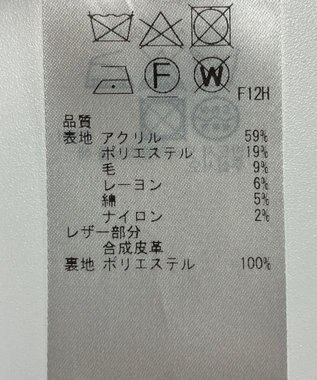 F W
F12H
品質
表地 アクリル 59%
ポリエステル 19%
毛 9%
レーヨン 6%
綿 5%
ナイロン 2%
レザー部分
合成皮革
裏地 ポリエステル 100%